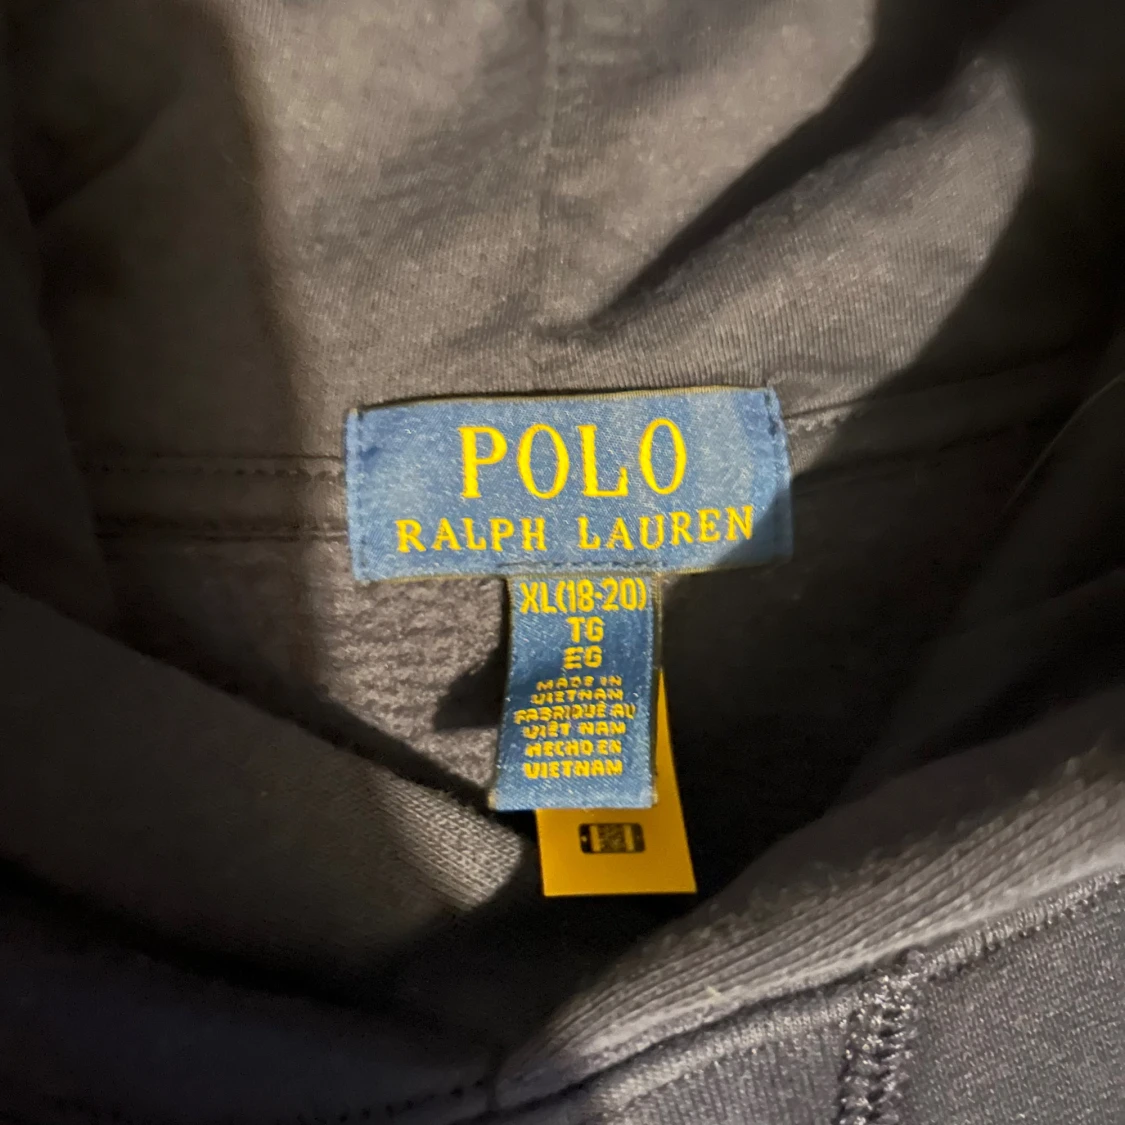 POLO
RALPH LAUREN
XL(18-20)
TG
EG
MADE IN
VIETNAM
FABRIQUÉ AU
VIÊT NAM
HECHO EN
VIETNAM